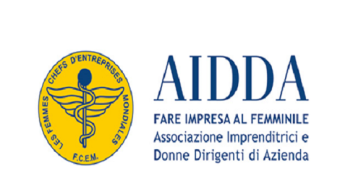 LES FEMMES CHEFS D'ENTREPRISES MONDIALES
F.C.E.M.
AIDDA
FARE IMPRESA AL FEMMINILE
Associazione Imprenditrici e
Donne Dirigenti di Azienda